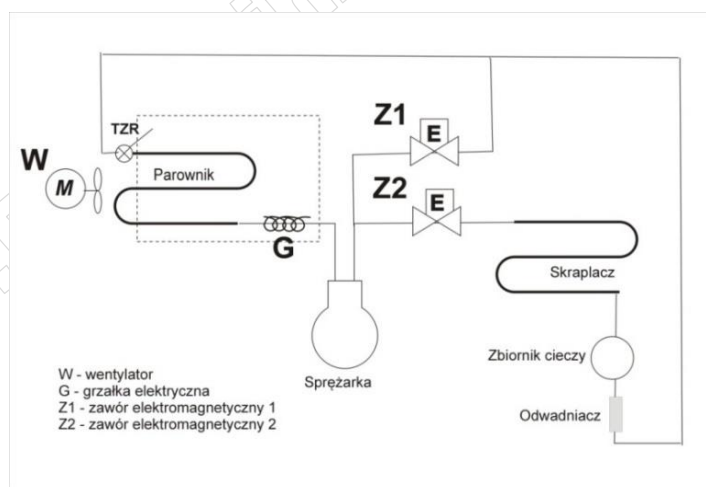 Z1
E
TZR
W
M
Parownik
Z2
E
G
Skraplacz
Sprężarka
Zbiornik cieczy
Odwadniacz
W - wentylator
G - grzałka elektryczna
Z1 - zawór elektromagnetyczny 1
Z2 - zawór elektromagnetyczny 2